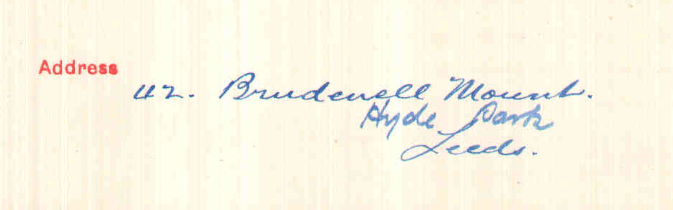 Address
42. Brudenell Mount.
Hyde Park
Leeds.